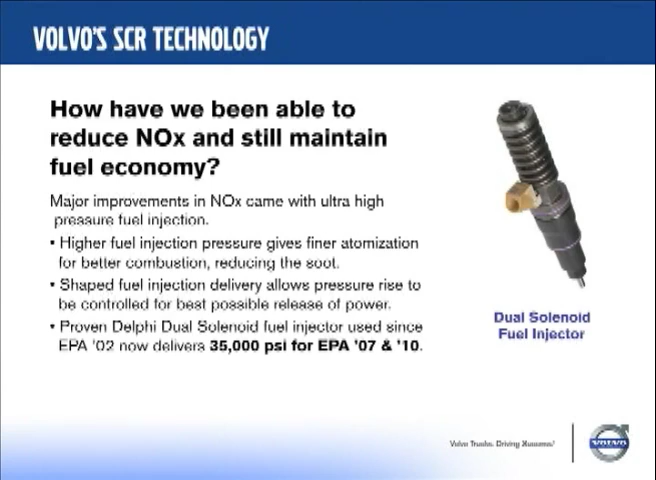 VOLVO'S SCR TECHNOLOGY
How have we been able to
reduce NOx and still maintain
fuel economy?
Major improvements in NOx came with ultra high
pressure fuel injection.
• Higher fuel injection pressure gives finer atomization
for better combustion, reducing the soot.
• Shaped fuel injection delivery allows pressure rise to
be controlled for best possible release of power.
• Proven Delphi Dual Solenoid fuel injector used since
EPA '02 now delivers 35,000 psi for EPA '07 & '10.
Dual Solenoid
Fuel Injector
Volvo Trucks. Driving
VOLVO